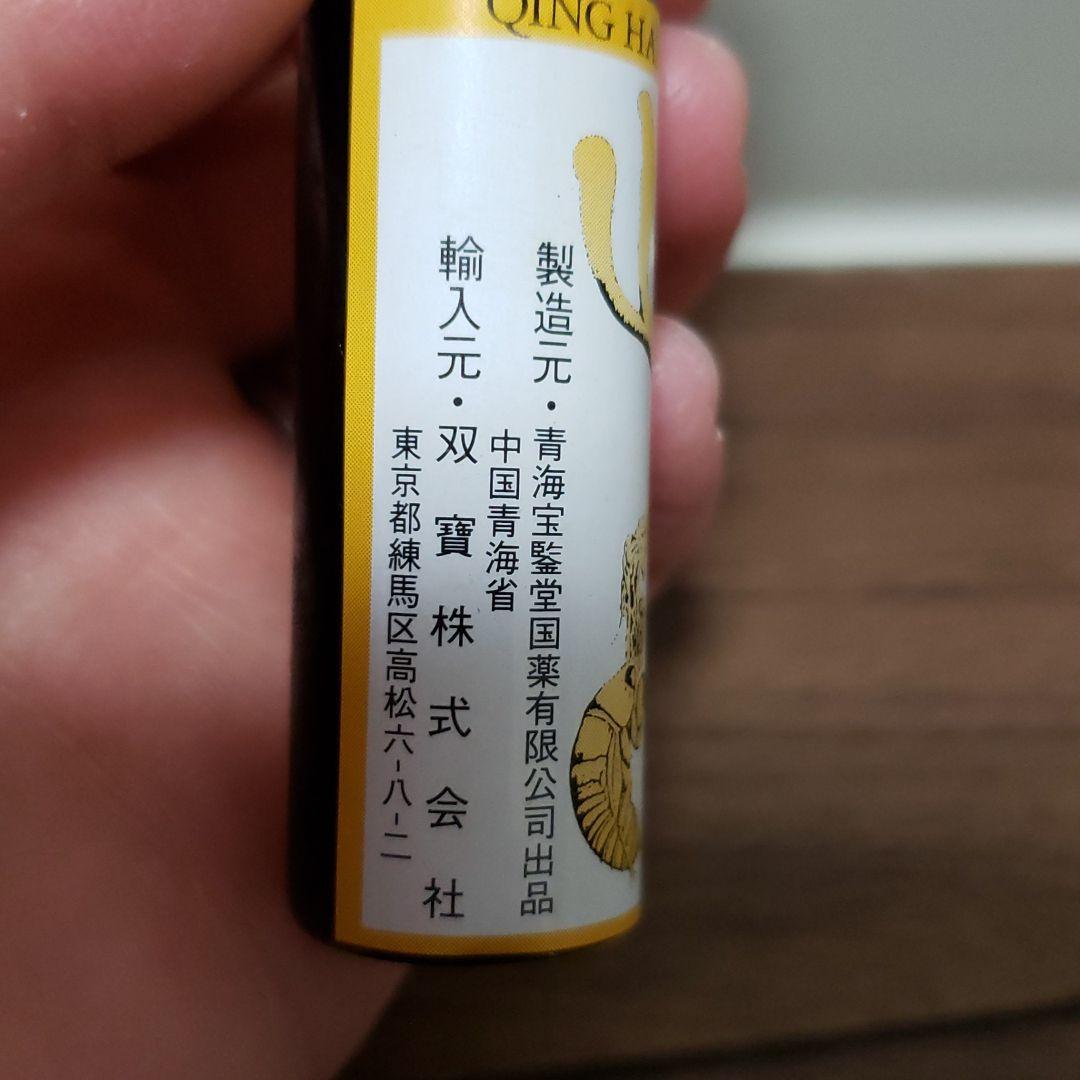 QING HA
製造元・青海宝鑒堂国薬有限公司出品
中国青海省
輸入元・双寶株式会社
東京都練馬区高松六-八-二